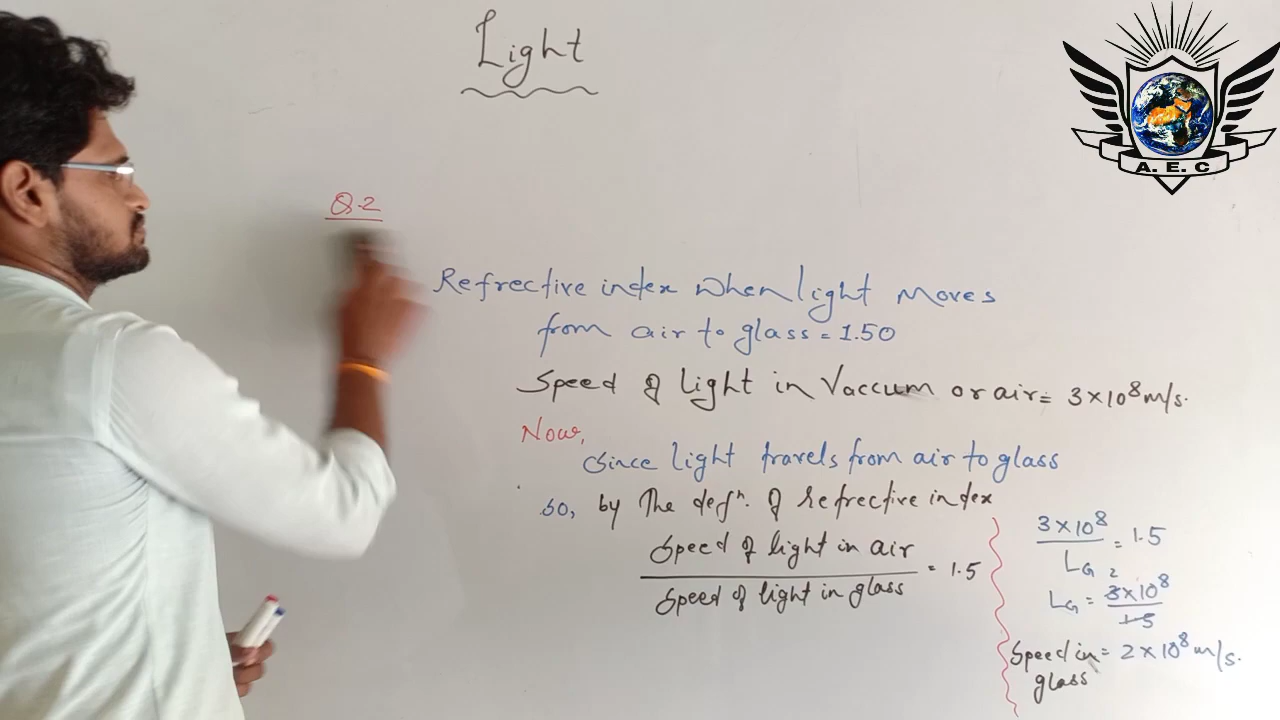 Light
A. E. C
Q.2
Refrective index when light moves
from air to glass = 1.50
Speed of light in Vaccum or air = 3×10⁸ m/s.
Now,
Since light travels from air to glass
so, by the defⁿ. of refrective index
Speed of light in air
Speed of light in glass
= 1.5
3×10⁸
= 1.5
LG
2
LG = 3×10⁸
1.5
Speed in = 2×10⁸ m/s.
glass